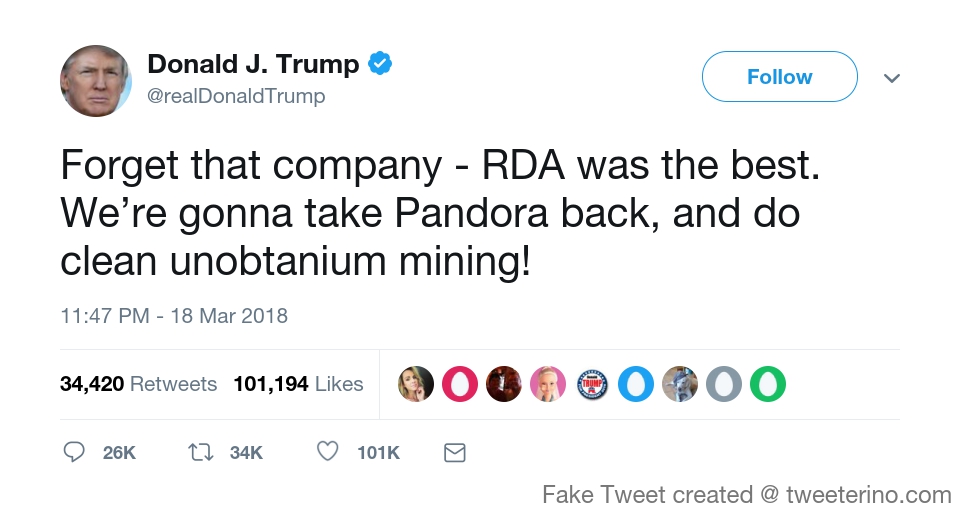 Donald J. Trump
@realDonaldTrump
Follow
Forget that company - RDA was the best.
We’re gonna take Pandora back, and do
clean unobtanium mining!
11:47 PM - 18 Mar 2018
34,420 Retweets 101,194 Likes
TRUMP
26K 34K 101K
Fake Tweet created @ tweeterino.com